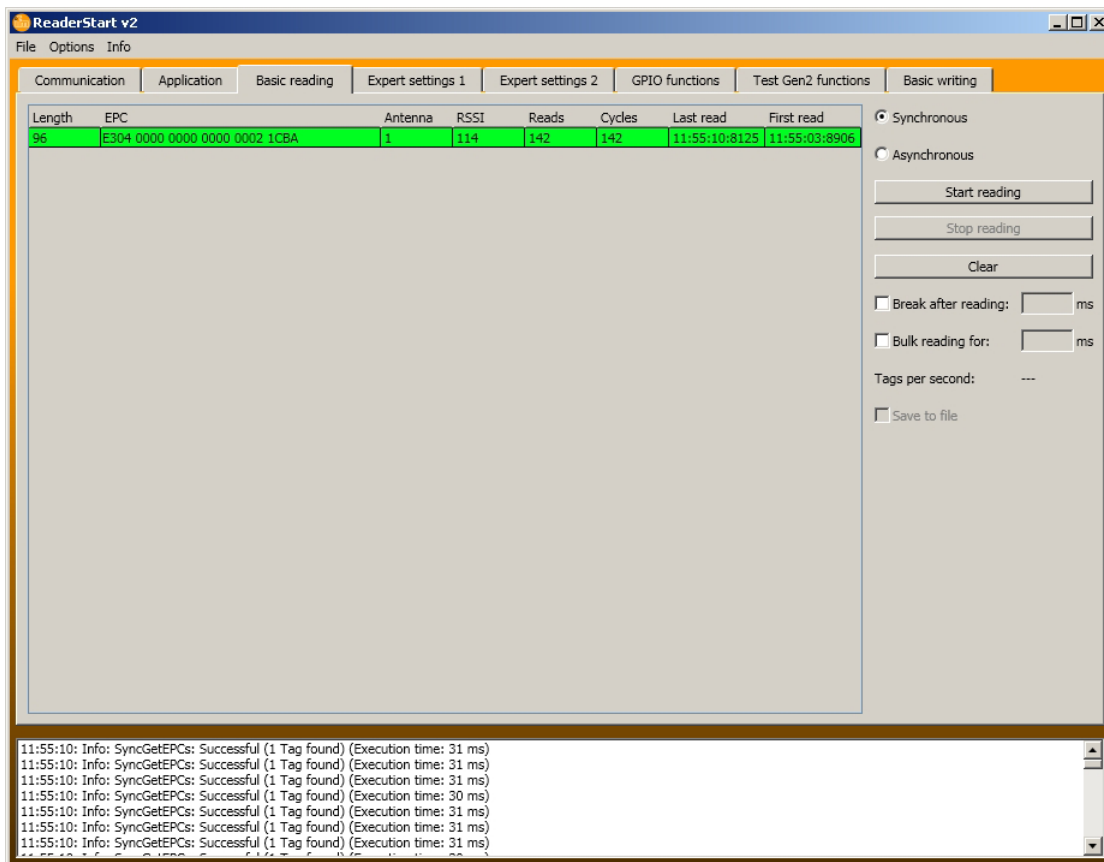 ReaderStart v2
File Options Info
Communication Application Basic reading Expert settings 1 Expert settings 2 GPIO functions Test Gen2 functions Basic writing
Length EPC Antenna RSSI Reads Cycles Last read First read
96 E304 0000 0000 0000 0002 1CBA 1 114 142 142 11:55:10:8125 11:55:03:8906
Synchronous
Asynchronous
Start reading
Stop reading
Clear
Break after reading: ms
Bulk reading for: ms
Tags per second: ---
Save to file
11:55:10: Info: SyncGetEPCs: Successful (1 Tag found) (Execution time: 31 ms)
11:55:10: Info: SyncGetEPCs: Successful (1 Tag found) (Execution time: 31 ms)
11:55:10: Info: SyncGetEPCs: Successful (1 Tag found) (Execution time: 31 ms)
11:55:10: Info: SyncGetEPCs: Successful (1 Tag found) (Execution time: 30 ms)
11:55:10: Info: SyncGetEPCs: Successful (1 Tag found) (Execution time: 31 ms)
11:55:10: Info: SyncGetEPCs: Successful (1 Tag found) (Execution time: 31 ms)
11:55:10: Info: SyncGetEPCs: Successful (1 Tag found) (Execution time: 31 ms)